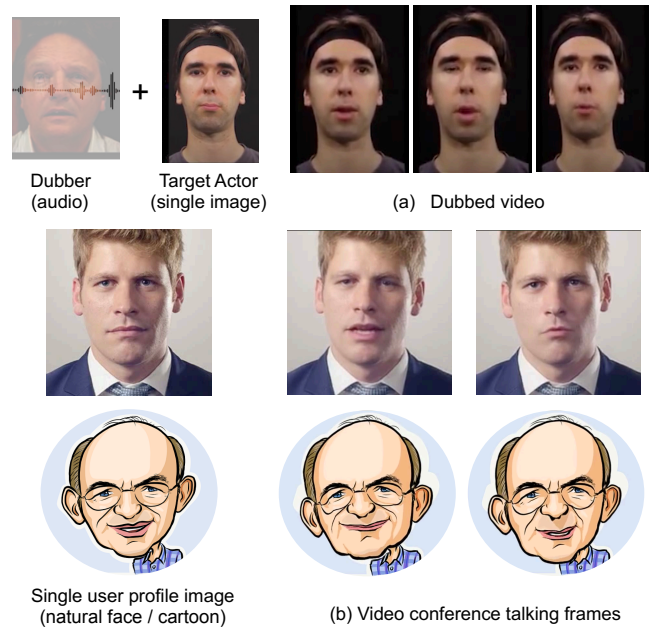 +
Dubber
(audio)
Target Actor
(single image)
(a) Dubbed video
Single user profile image
(natural face / cartoon)
(b) Video conference talking frames